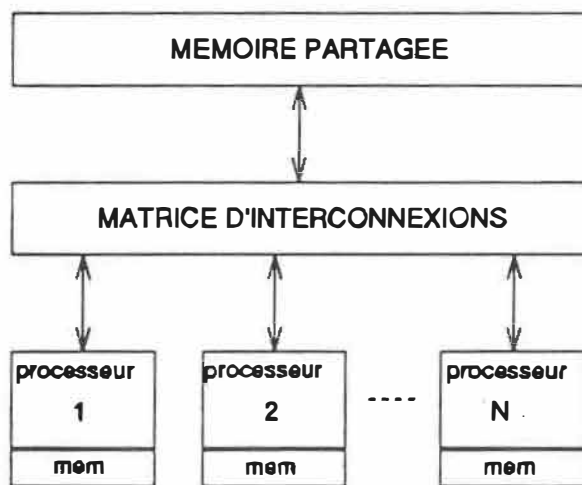 MEMOIRE PARTAGEE
MATRICE D'INTERCONNEXIONS
processeur processeur processeur
1 2 .... N
mem mem mem